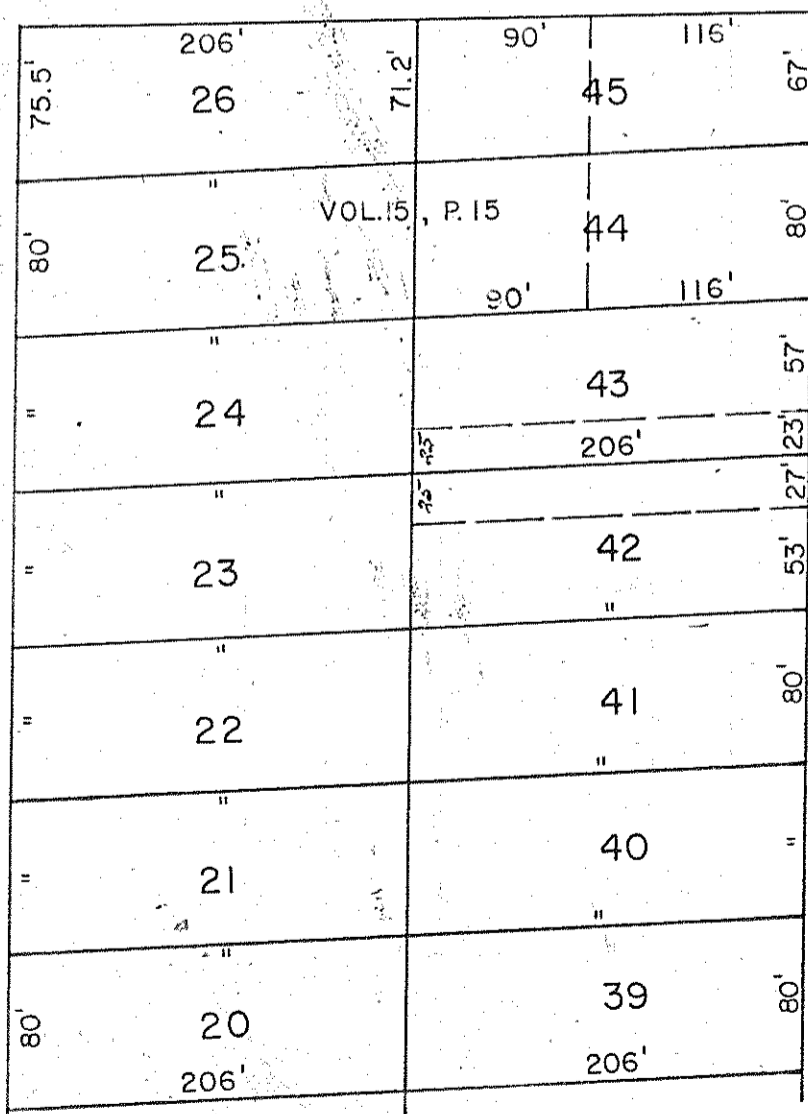 206' 90' 116'
75.5' 26 71.2' 45 67'
"
VOL.15, P. 15
80' 25 44 80'
90' 116'
"
" 24 43 57'
25' 206' 23'
" 25' 27'
" 23 42 53'
" "
" 22 41 80'
" "
" 21 40 "
" "
80' 20 39 80'
206' 206'